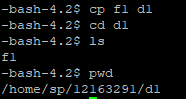 -bash-4.2$ cp f1 d1
-bash-4.2$ cd d1
-bash-4.2$ ls
f1
-bash-4.2$ pwd
/home/sp/12163291/d1